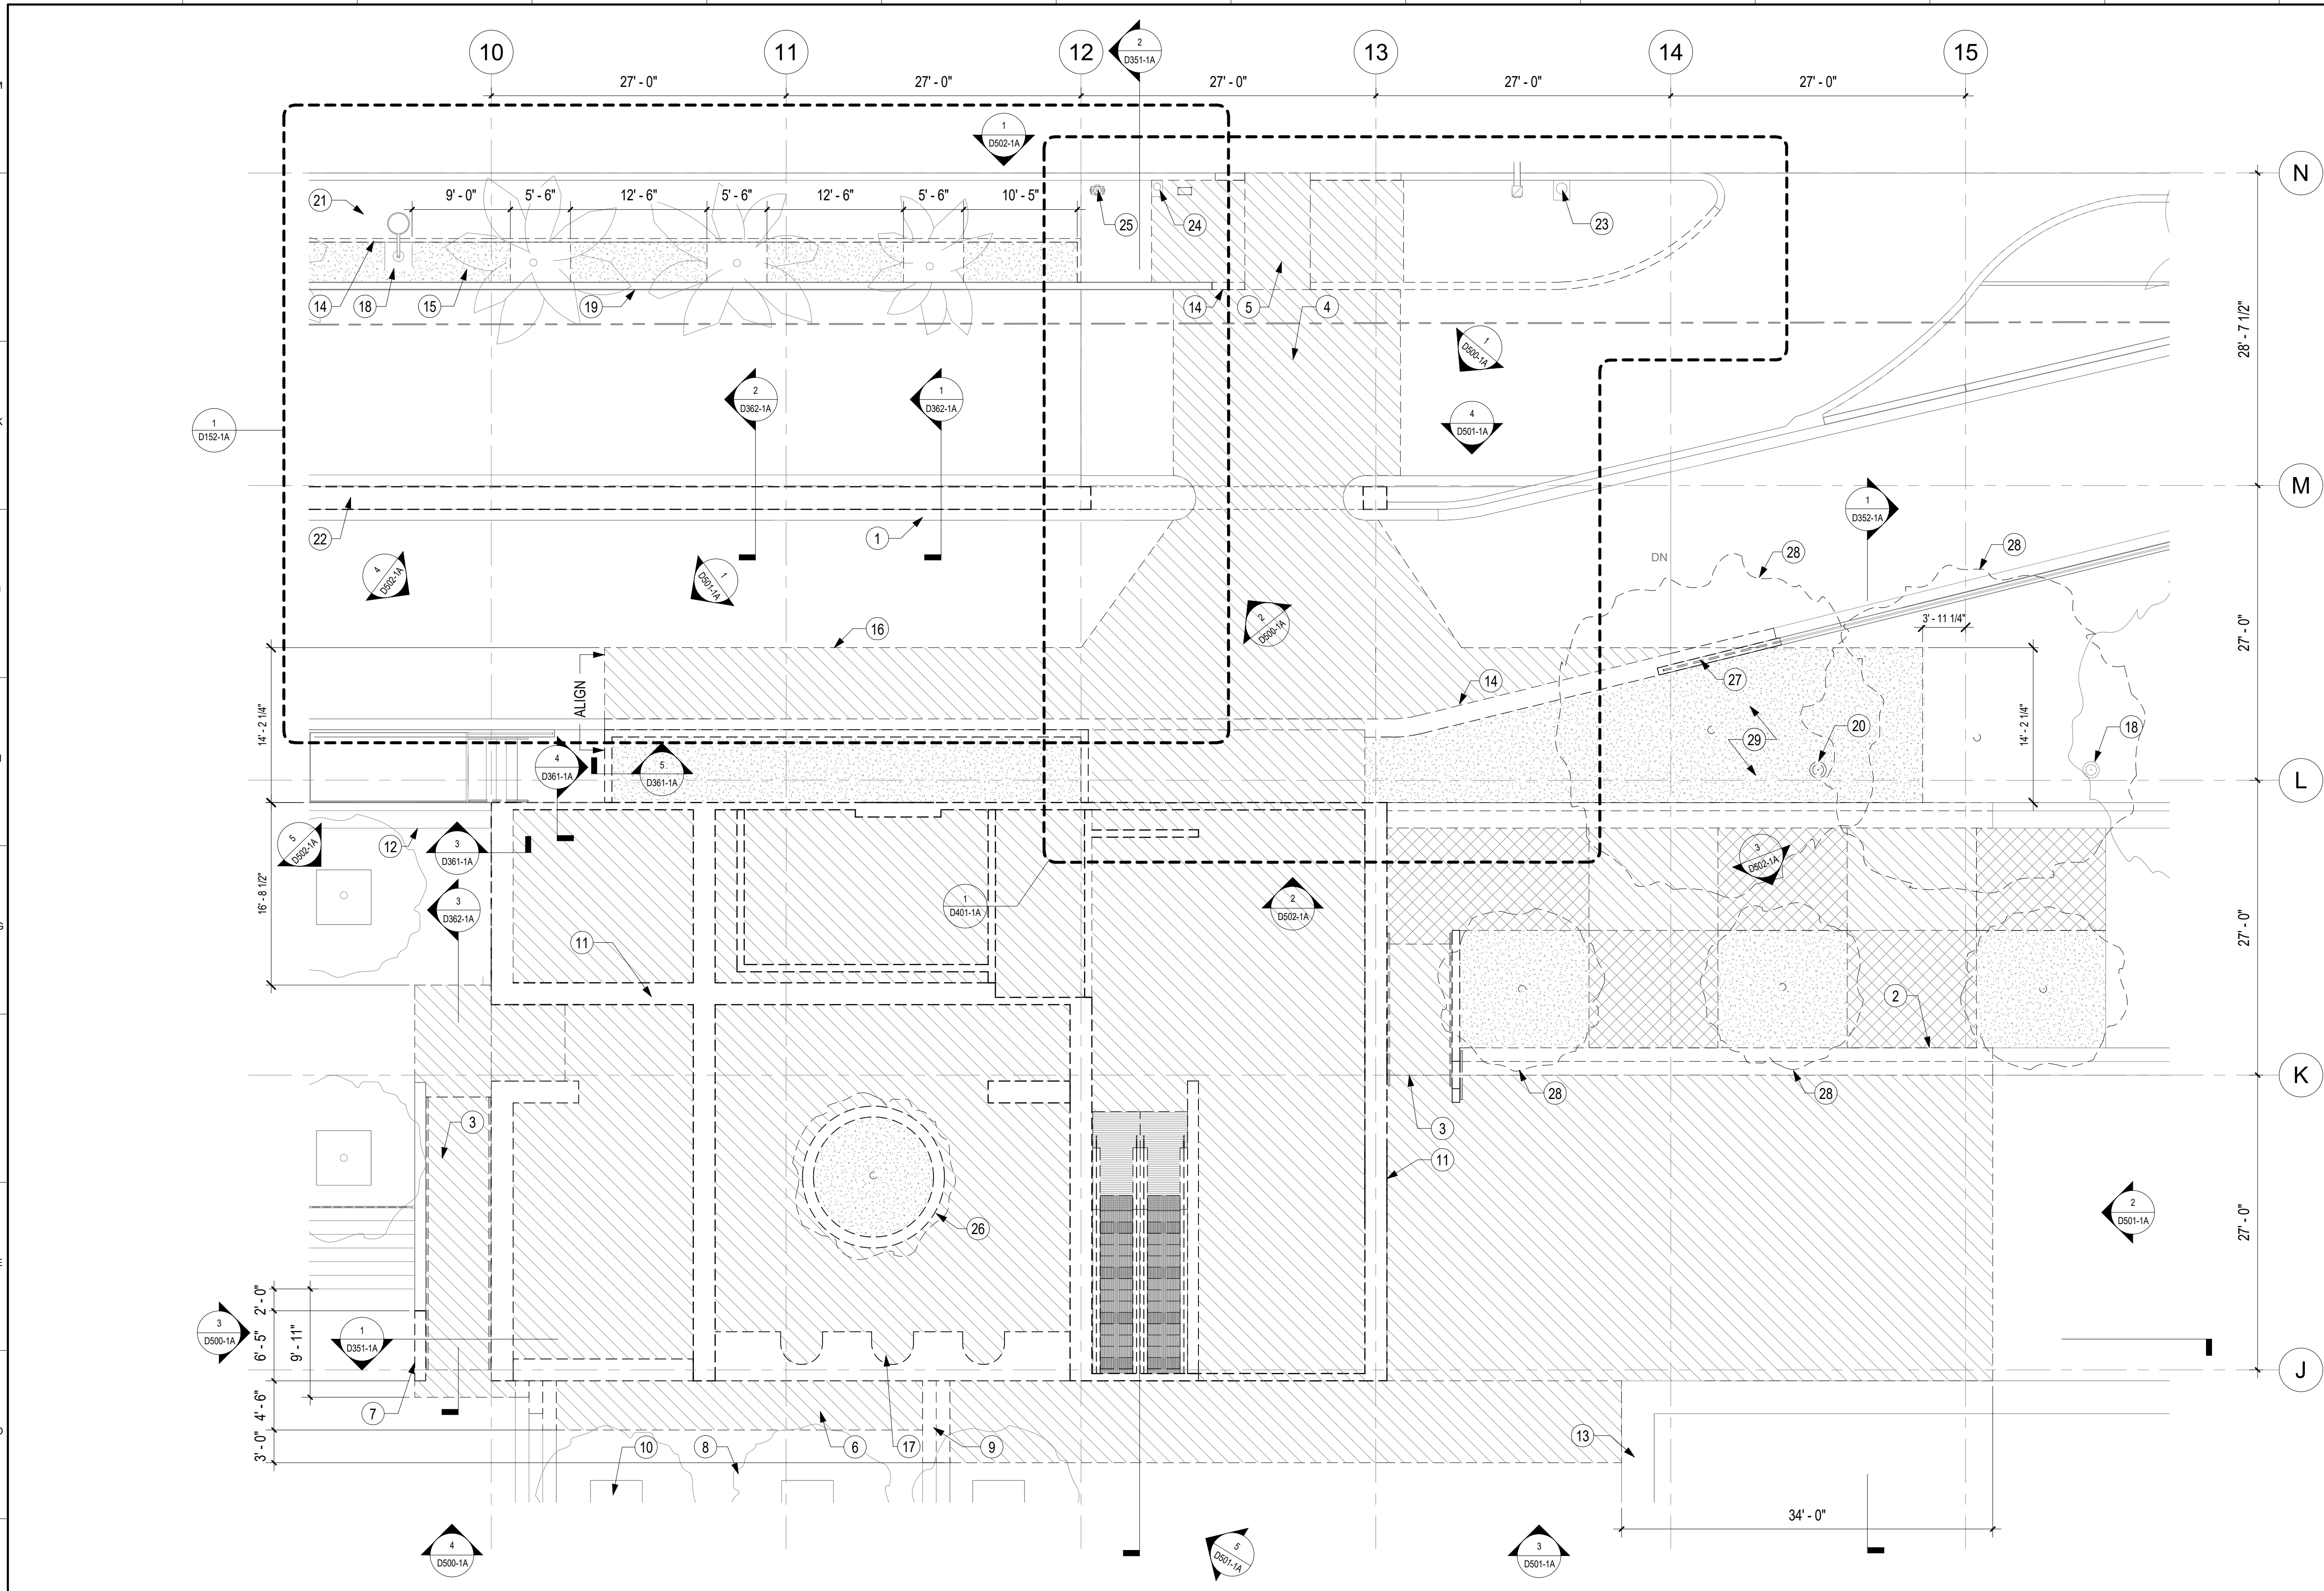 10
11
12
13
14
15
2
D351-1A
27' - 0"
27' - 0"
27' - 0"
27' - 0"
27' - 0"
M
1
D502-1A
N
21
9' - 0"
5' - 6"
12' - 6"
5' - 6"
12' - 6"
5' - 6"
10' - 5"
25
24
23
14
18
15
19
14
5
4
28' - 7 1/2"
1
D500-1A
2
D362-1A
1
D362-1A
4
D501-1A
1
D152-1A
K
M
1
D352-1A
22
1
DN
28
28
4
D502-1A
1
D501-1A
2
D500-1A
16
3' - 11 1/4"
27' - 0"
ALIGN
14
27
14' - 2 1/4"
29
20
18
14' - 2 1/4"
4
D361-1A
5
D361-1A
L
5
D502-1A
12
3
D361-1A
3
D502-1A
16' - 8 1/2"
3
D362-1A
1
D401-1A
2
D502-1A
27' - 0"
11
2
K
28
28
3
3
11
2
D501-1A
27' - 0"
26
E
2' - 0"
3
D500-1A
6' - 5"
9' - 11"
1
D351-1A
J
7
4' - 6"
3' - 0"
10
8
6
17
9
13
34' - 0"
4
D500-1A
5
D501-1A
3
D501-1A